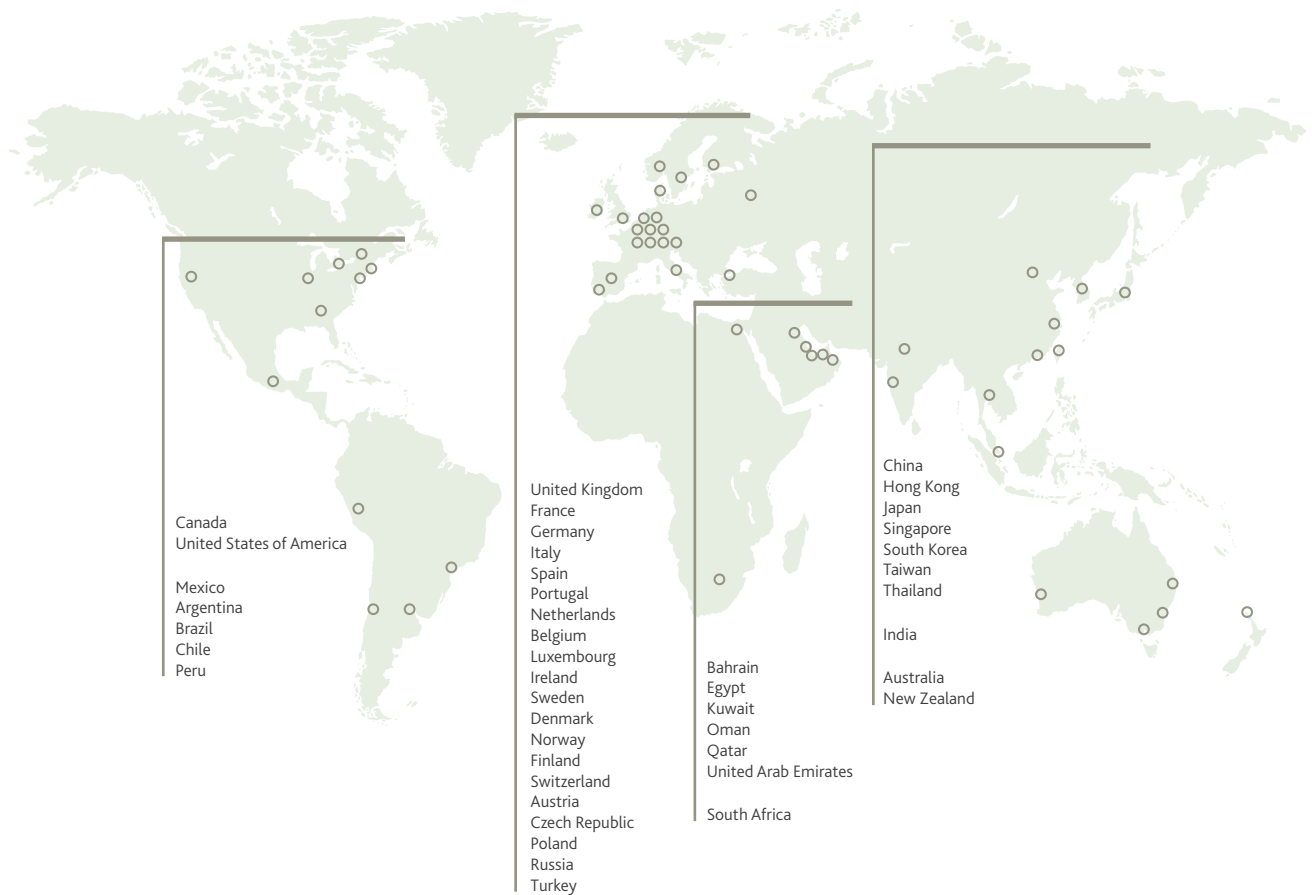 Canada
United States of America
Mexico
Argentina
Brazil
Chile
Peru
United Kingdom
France
Germany
Italy
Spain
Portugal
Netherlands
Belgium
Luxembourg
Ireland
Sweden
Denmark
Norway
Finland
Switzerland
Austria
Czech Republic
Poland
Russia
Turkey
Bahrain
Egypt
Kuwait
Oman
Qatar
United Arab Emirates
South Africa
China
Hong Kong
Japan
Singapore
South Korea
Taiwan
Thailand
India
Australia
New Zealand